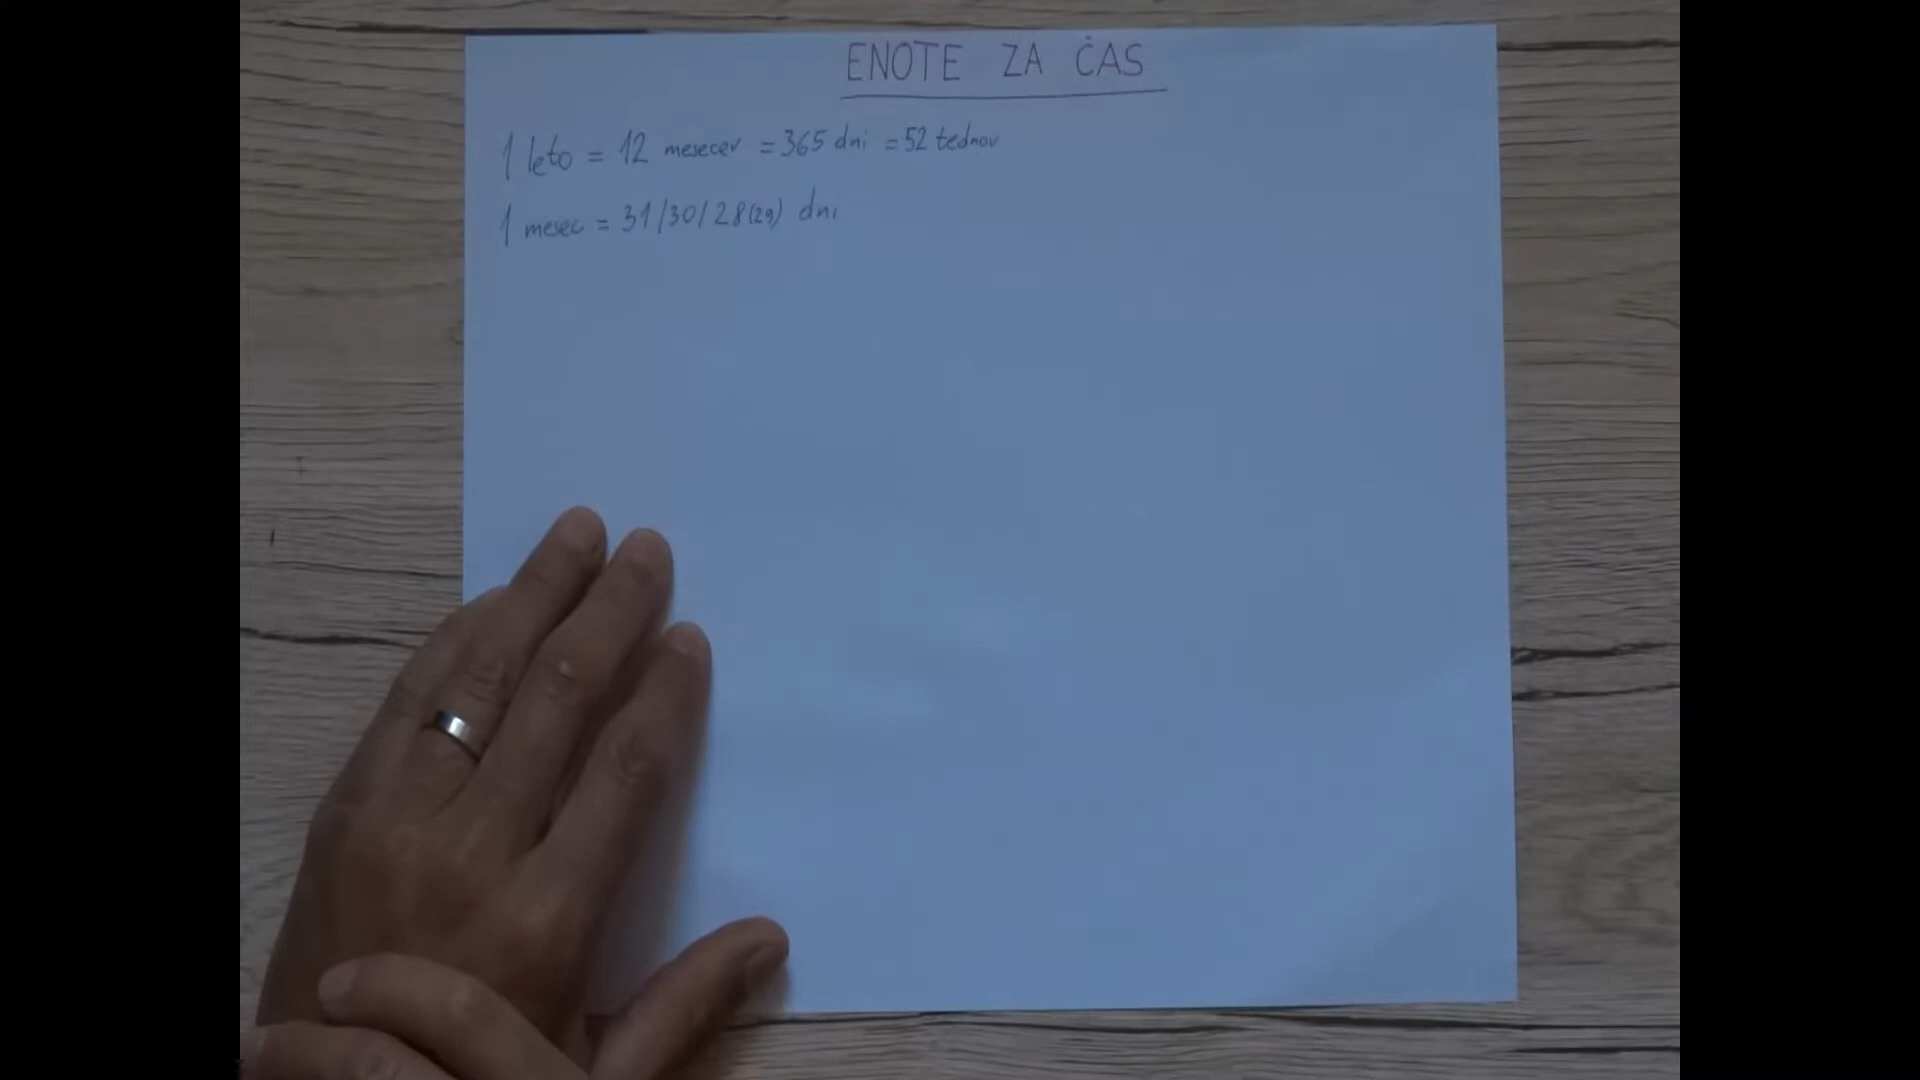 ENOTE ZA ČAS
1 leto = 12 mesecev = 365 dni = 52 tednov
1 mesec = 31/30/28(29) dni